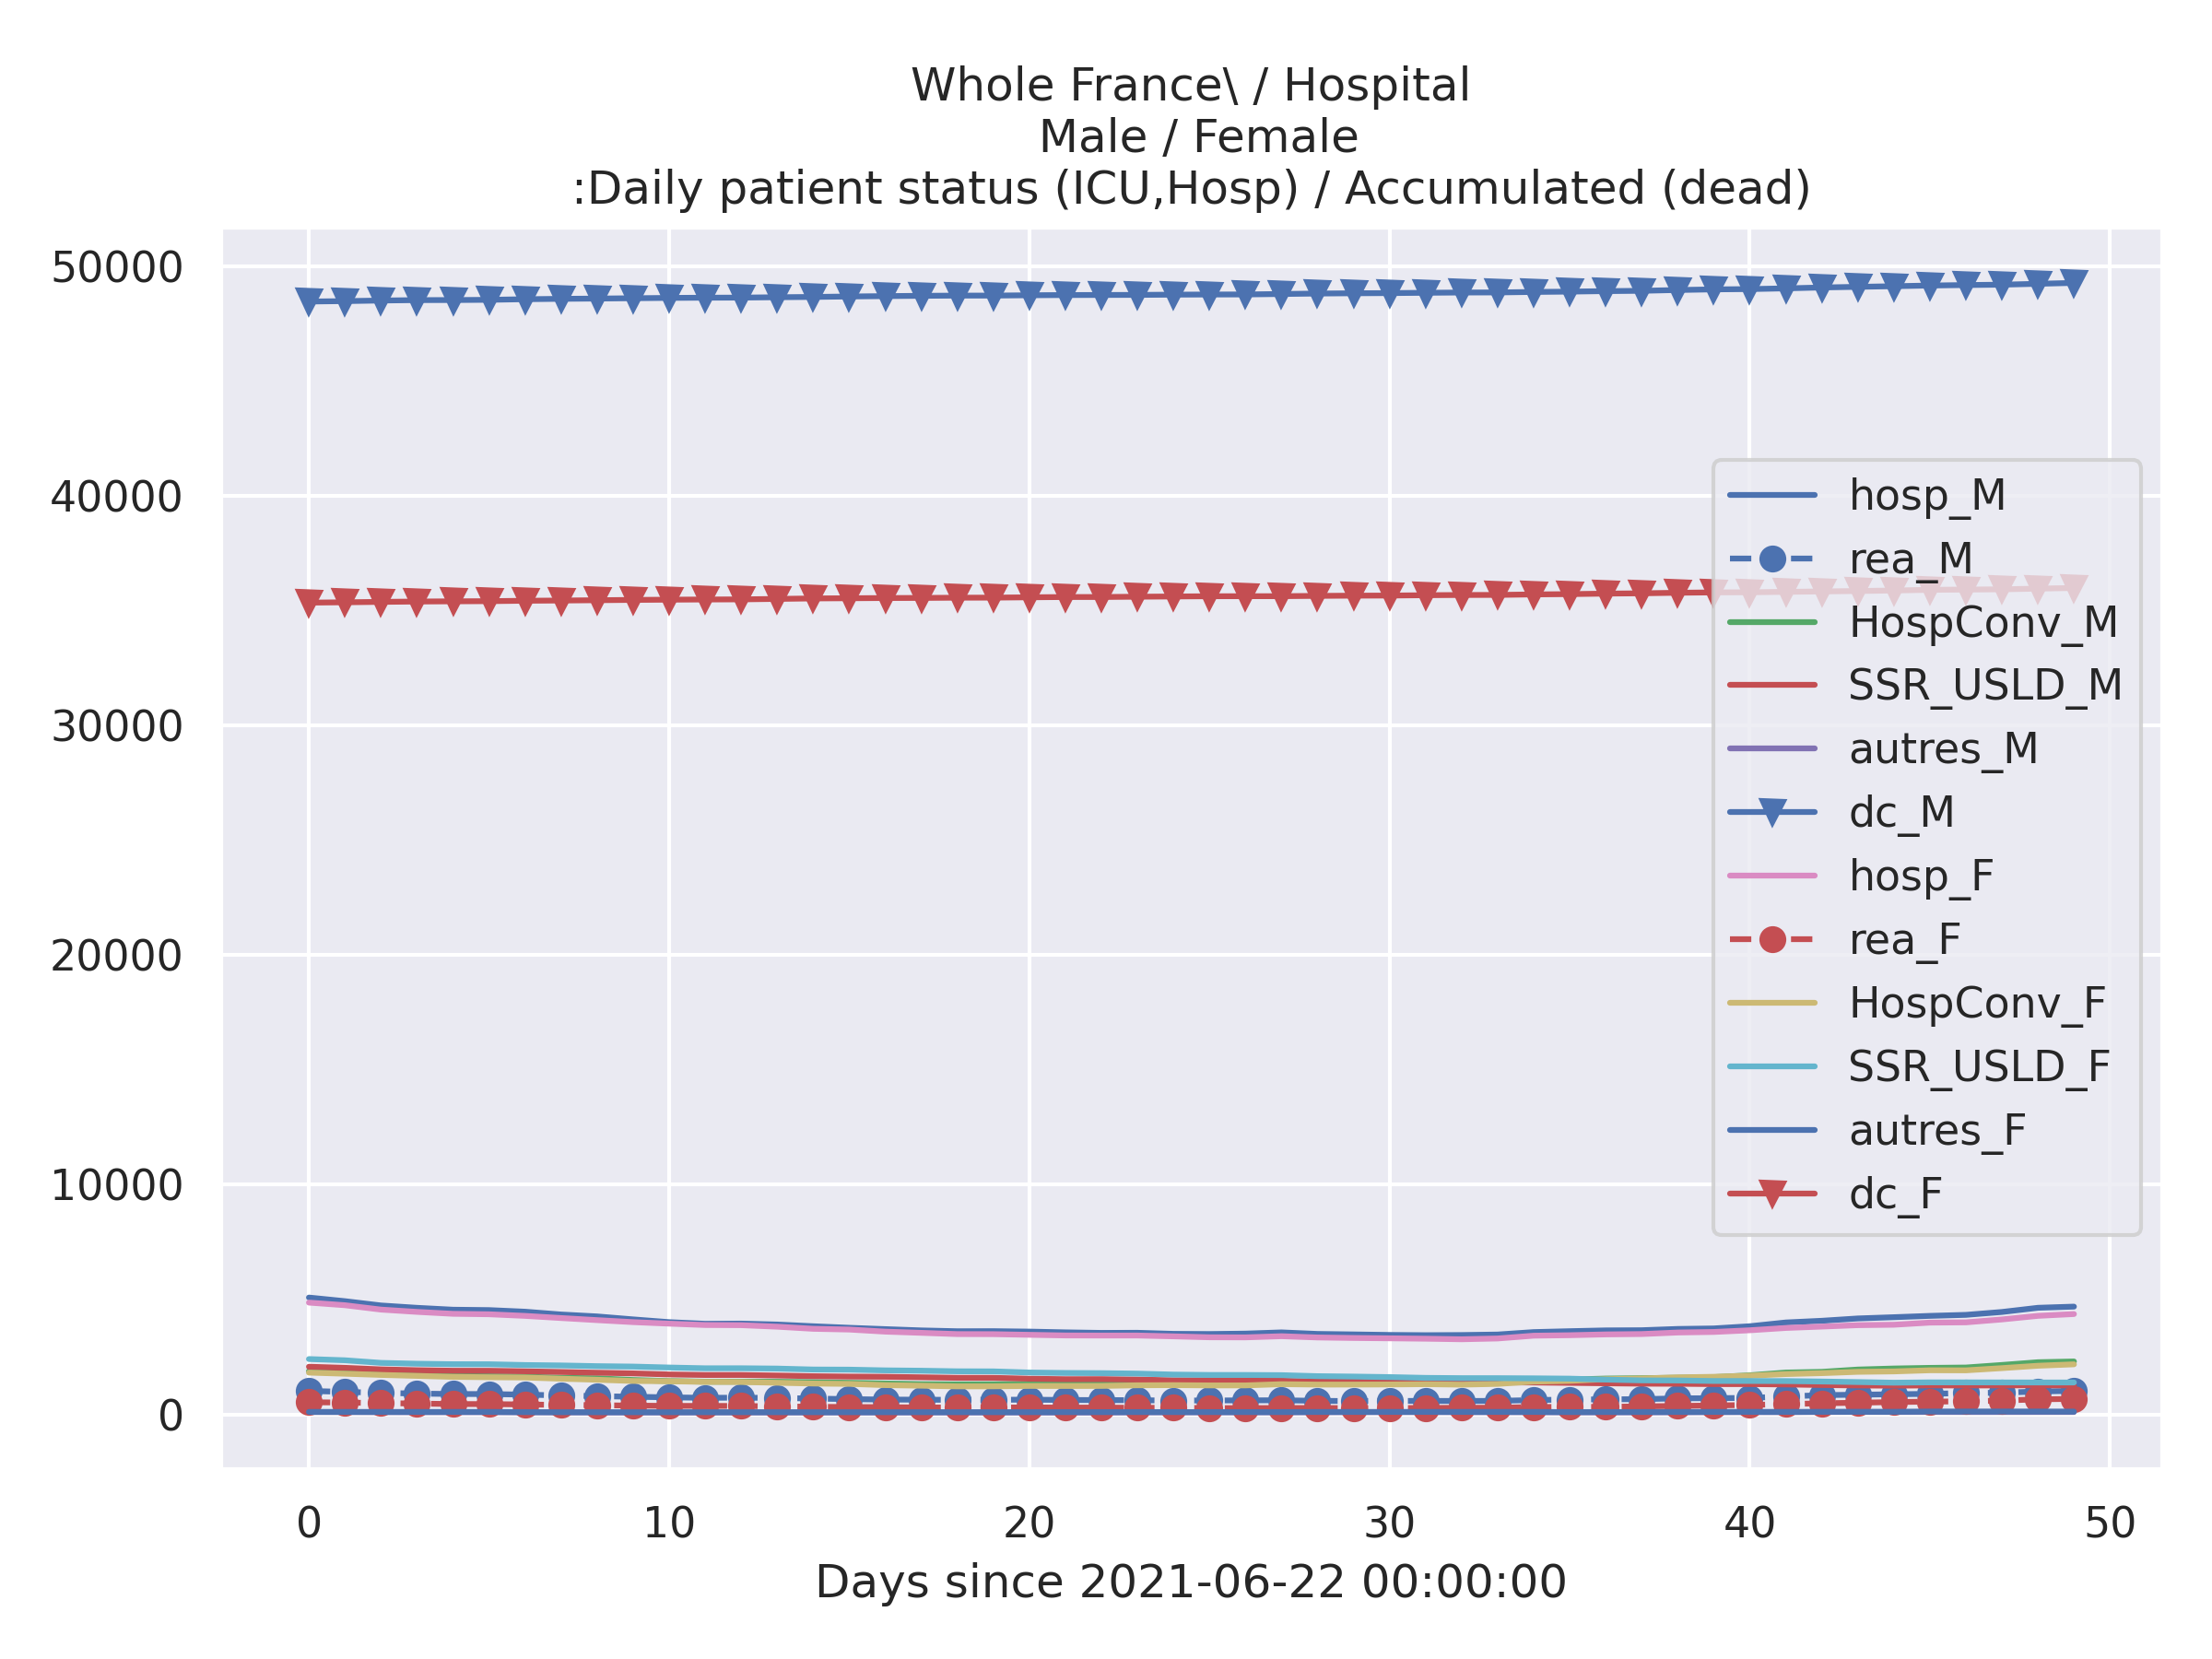 Whole France\ / Hospital
Male / Female
:Daily patient status (ICU,Hosp) / Accumulated (dead)
50000
40000
30000
20000
10000
0
hosp_M
rea_M
HospConv_M
SSR_USLD_M
autres_M
dc_M
hosp_F
rea_F
HospConv_F
SSR_USLD_F
autres_F
dc_F
0 10 20 30 40 50
Days since 2021-06-22 00:00:00